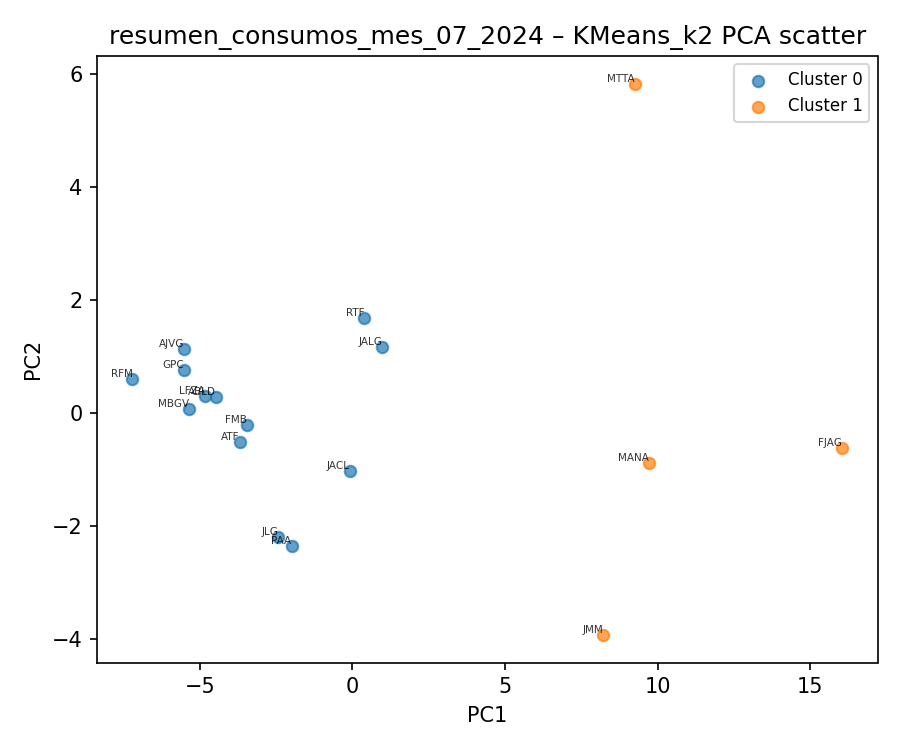 resumen_consumos_mes_07_2024 – KMeans_k2 PCA scatter
Cluster 0
Cluster 1
6
4
2
0
−2
−4
PC2
MTTA
RTF
JALG
AJVG
GPC
RFM
MBGV
FMB
ATF
JACL
JLG
PAA
MANA
FJAG
JMM
−5
0
5
10
15
PC1